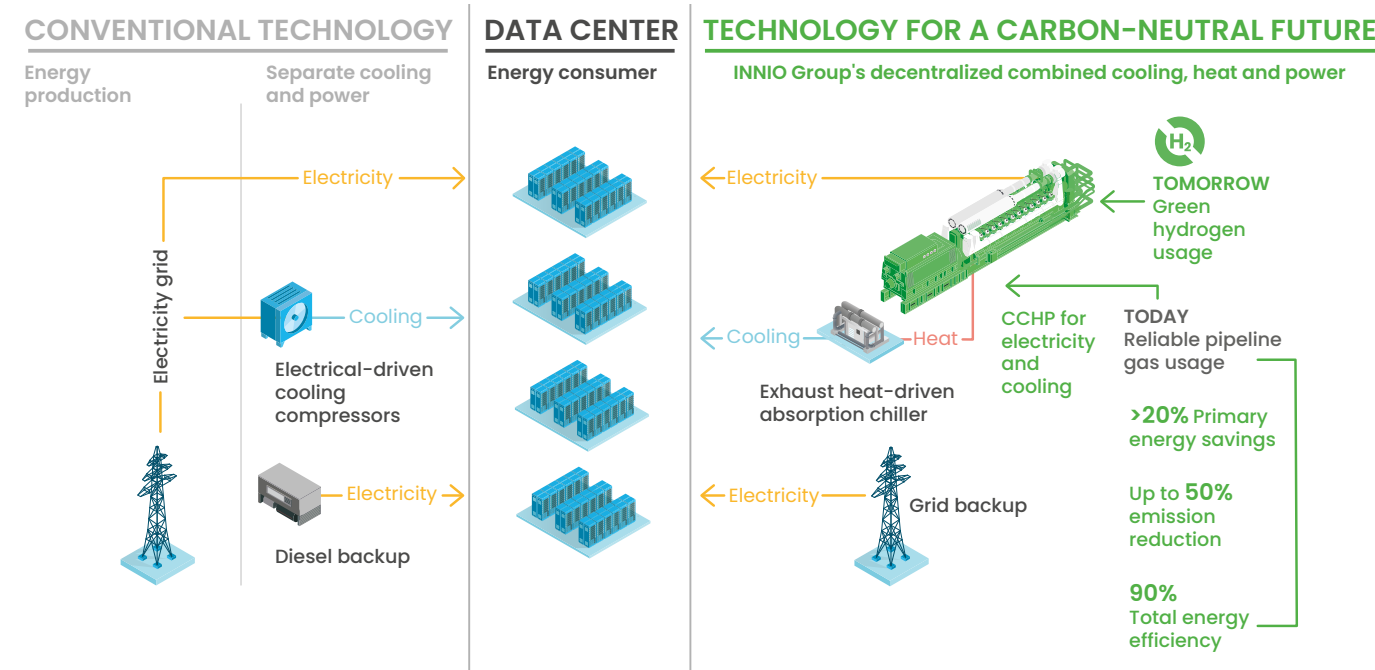 CONVENTIONAL TECHNOLOGY
Energy
production
Separate cooling
and power
Electricity
Electricity grid
Cooling
Electrical-driven
cooling
compressors
Electricity
Diesel backup
DATA CENTER
Energy consumer
TECHNOLOGY FOR A CARBON-NEUTRAL FUTURE
INNIO Group's decentralized combined cooling, heat and power
Electricity
H2
TOMORROW
Green
hydrogen
usage
Cooling
Heat
Exhaust heat-driven
absorption chiller
CCHP for
electricity
and
cooling
TODAY
Reliable pipeline
gas usage
>20% Primary
energy savings
Up to 50%
emission
reduction
90%
Total energy
efficiency
Electricity
Grid backup